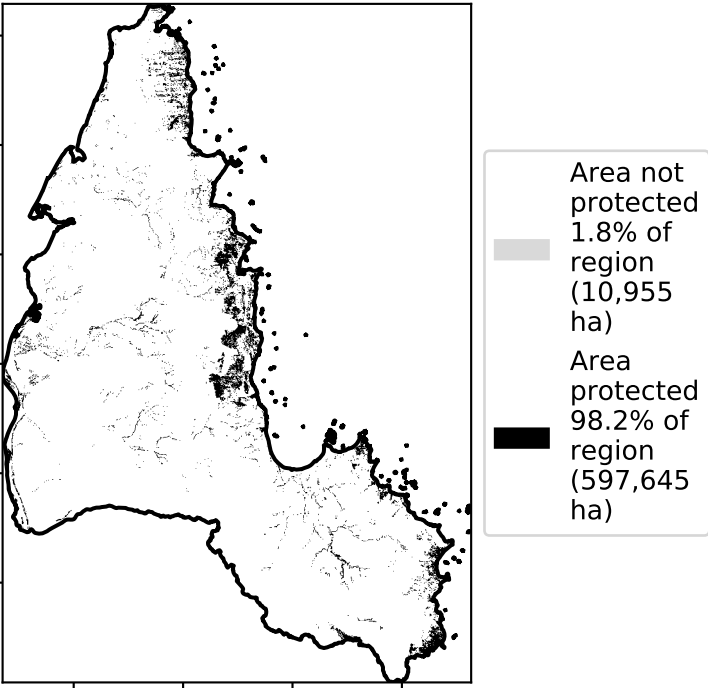 Area not
protected
1.8% of
region
(10,955
ha)
Area
protected
98.2% of
region
(597,645
ha)